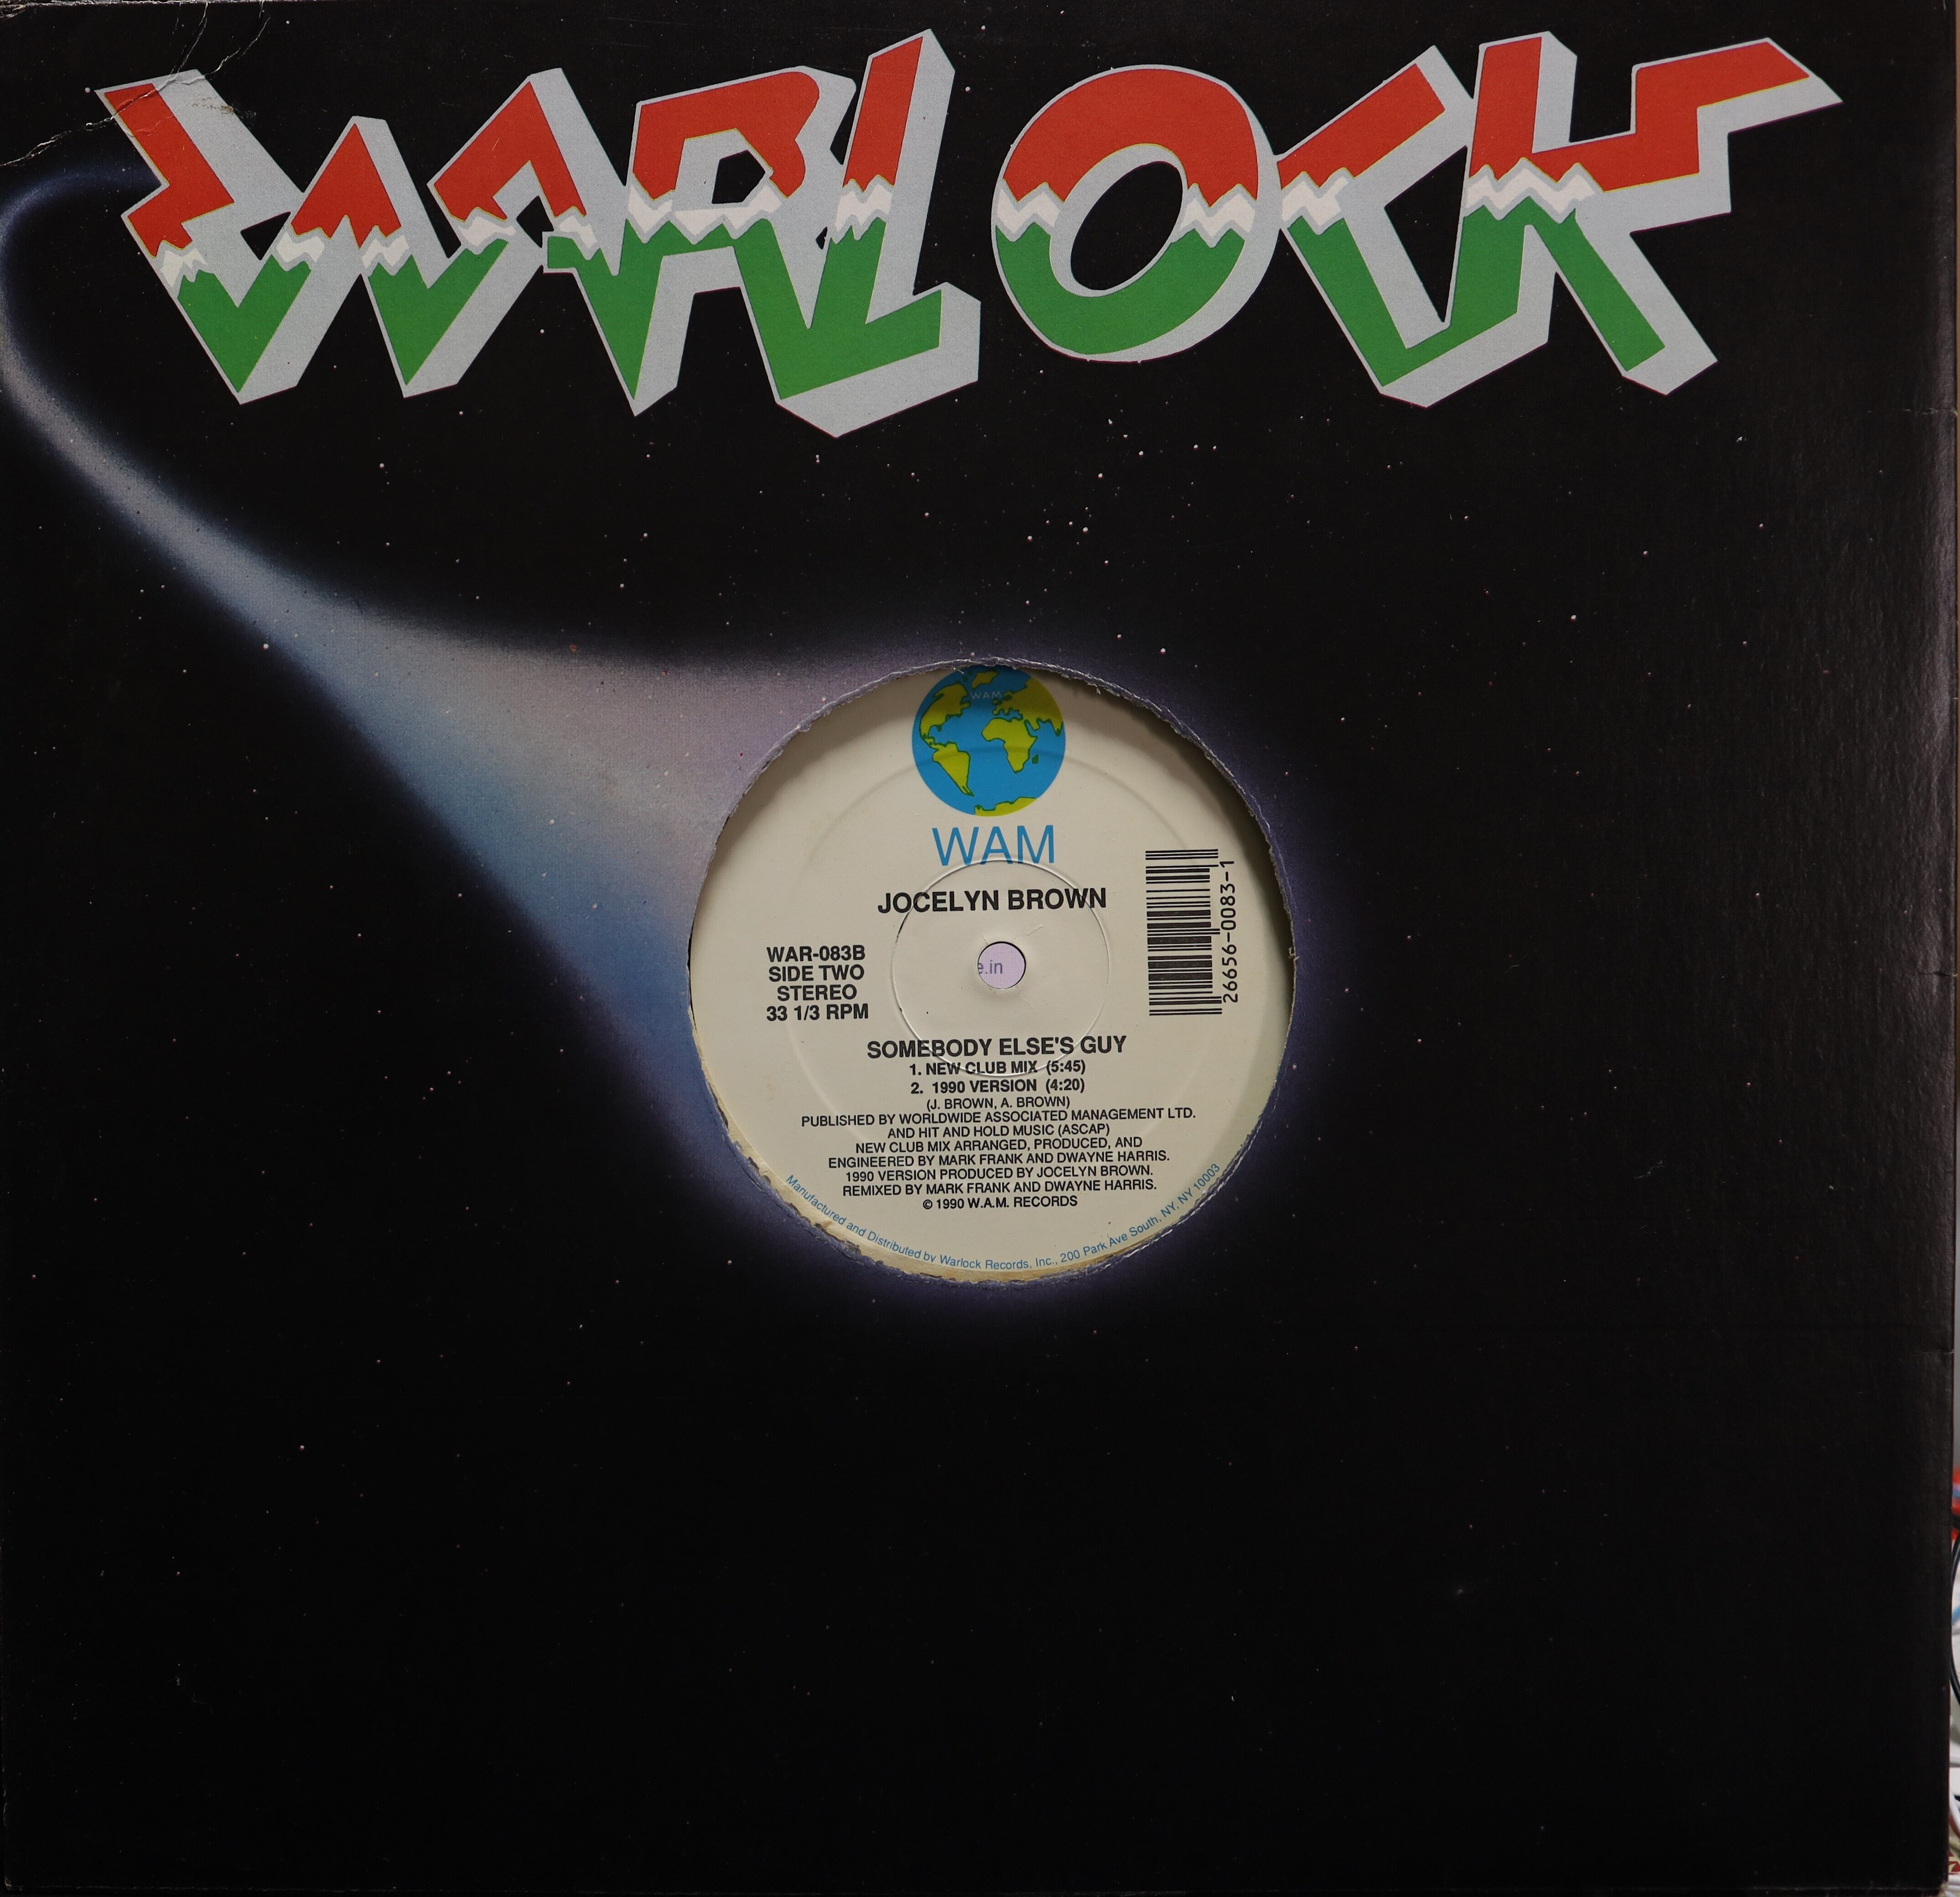 WARLOCK
WAM
WAM
JOCELYN BROWN
WAR-083B
SIDE TWO
STEREO
33 1/3 RPM
26656-0083-1
e.in
SOMEBODY ELSE'S GUY
1. NEW CLUB MIX (5:45)
2. 1990 VERSION (4:20)
(J. BROWN, A. BROWN)
PUBLISHED BY WORLDWIDE ASSOCIATED MANAGEMENT LTD.
AND HIT AND HOLD MUSIC (ASCAP)
NEW CLUB MIX ARRANGED, PRODUCED, AND
ENGINEERED BY MARK FRANK AND DWAYNE HARRIS.
1990 VERSION PRODUCED BY JOCELYN BROWN.
REMIXED BY MARK FRANK AND DWAYNE HARRIS.
© 1990 W.A.M. RECORDS
Manufactured and Distributed by Warlock Records, Inc., 200 Park Ave South, NY, NY 10003